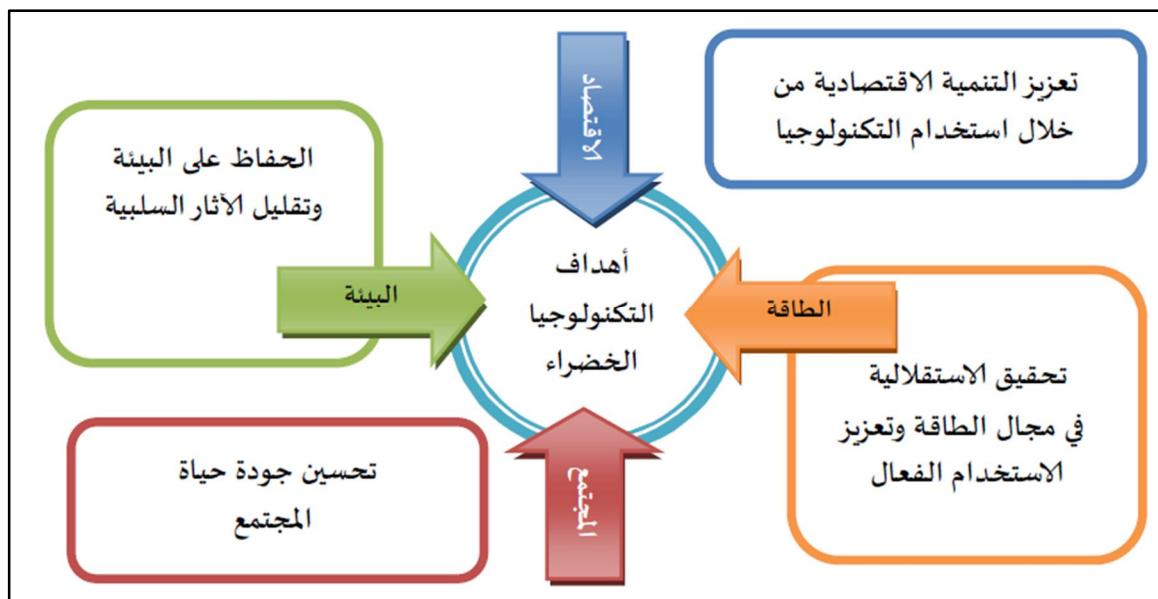 الاقتصاد
تعزيز التنمية الاقتصادية من
خلال استخدام التكنولوجيا
الحفاظ على البيئة
وتقليل الآثار السلبية
البيئة
أهداف
التكنولوجيا
الخضراء
الطاقة
تحقيق الاستقلالية
في مجال الطاقة وتعزيز
الاستخدام الفعال
المجتمع
تحسين جودة حياة
المجتمع